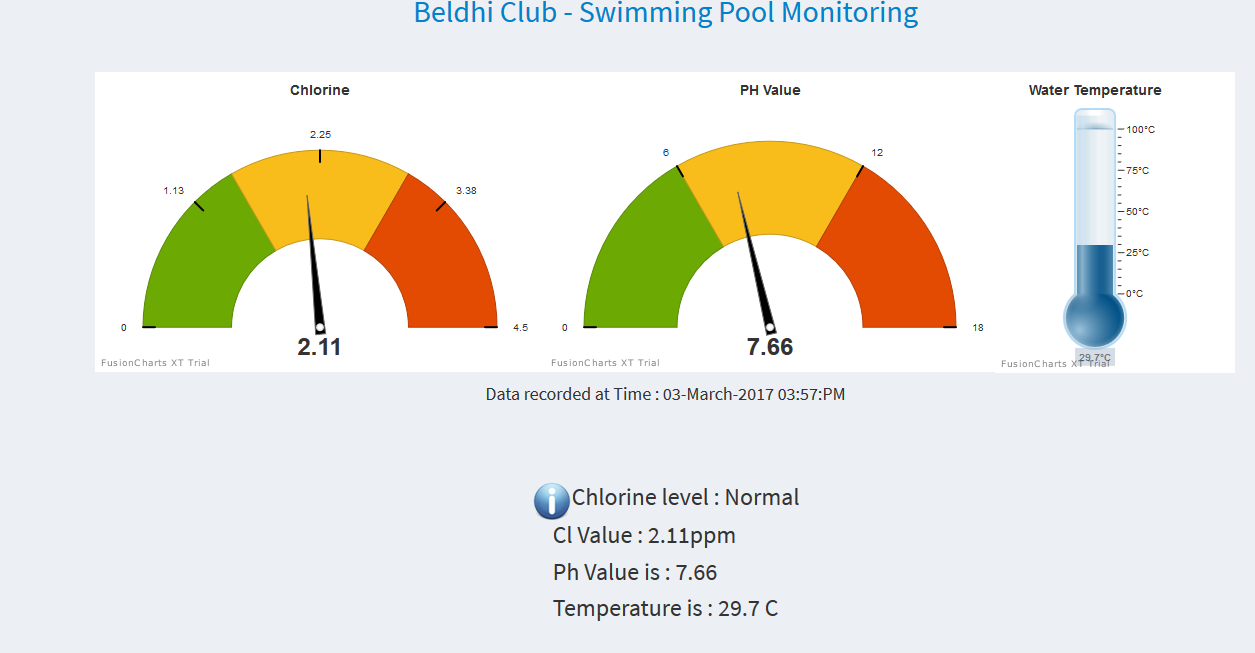 Beldhi Club - Swimming Pool Monitoring
Chlorine
0
1.13
2.25
3.38
4.5
2.11
FusionCharts XT Trial
PH Value
0
6
12
18
7.66
FusionCharts XT Trial
Water Temperature
100°C
75°C
50°C
25°C
0°C
29.7°C
FusionCharts XT Trial
Data recorded at Time : 03-March-2017 03:57:PM
i
Chlorine level : Normal
Cl Value : 2.11ppm
Ph Value is : 7.66
Temperature is : 29.7 C